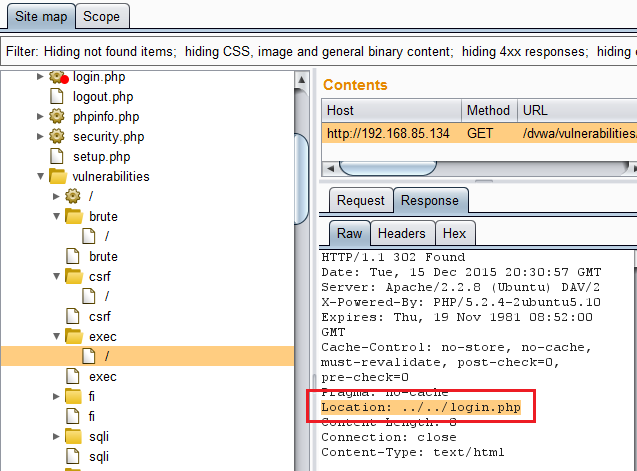 Site map
Scope
Filter: Hiding not found items; hiding CSS, image and general binary content; hiding 4xx responses; hiding
login.php
logout.php
phpinfo.php
security.php
setup.php
vulnerabilities
/
brute
/
brute
csrf
/
csrf
exec
/
exec
fi
fi
sqli
sqli
Contents
Host Method URL
http://192.168.85.134 GET /dvwa/vulnerabilities/
Request Response
Raw Headers Hex
HTTP/1.1 302 Found
Date: Tue, 15 Dec 2015 20:30:57 GMT
Server: Apache/2.2.8 (Ubuntu) DAV/2
X-Powered-By: PHP/5.2.4-2ubuntu5.10
Expires: Thu, 19 Nov 1981 08:52:00
GMT
Cache-Control: no-store, no-cache,
must-revalidate, post-check=0,
pre-check=0
Pragma: no-cache
Location: ../../login.php
Content-Length: 0
Connection: close
Content-Type: text/html